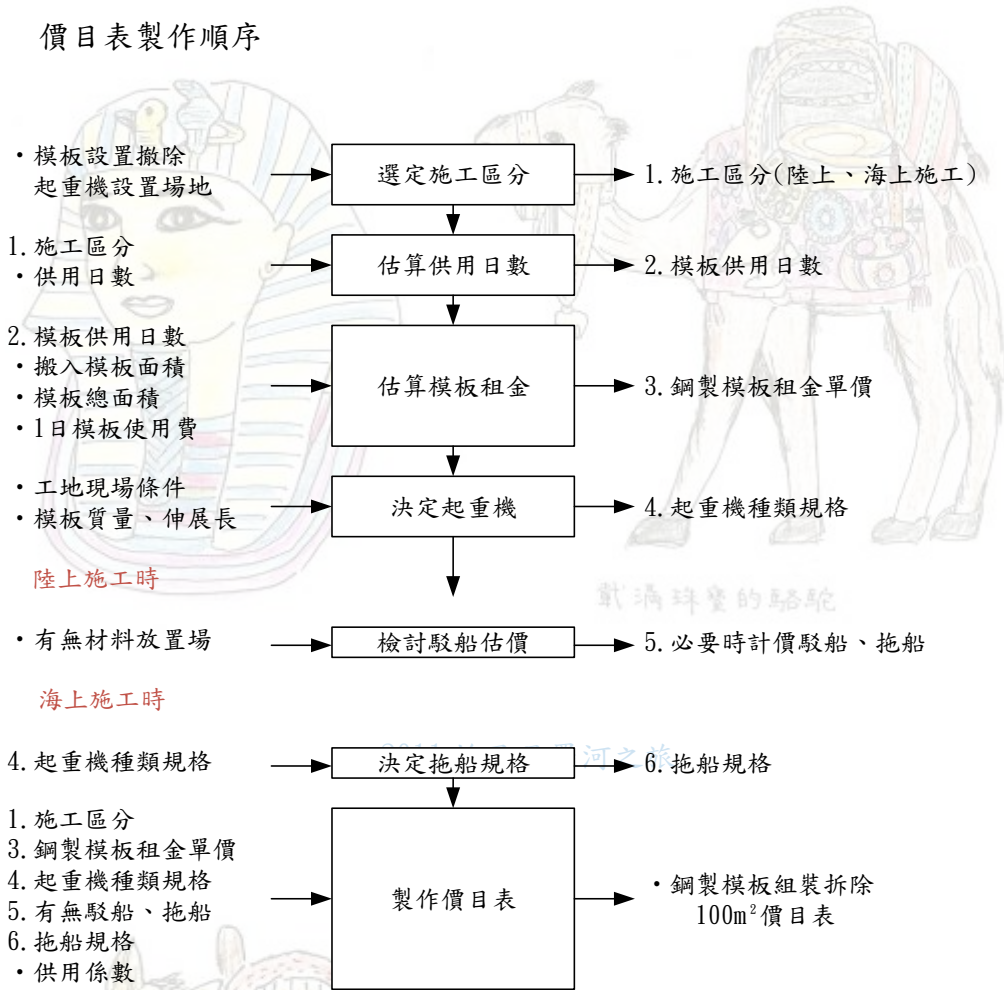 價目表製作順序
・模板設置撤除
起重機設置場地
選定施工區分
1.施工區分(陸上、海上施工)
1.施工區分
・供用日數
估算供用日數
2.模板供用日數
2.模板供用日數
・搬入模板面積
・模板總面積
・1日模板使用費
估算模板租金
3.鋼製模板租金單價
・工地現場條件
・模板質量、伸展長
決定起重機
4.起重機種類規格
陸上施工時
戴滿珠寶的駱駝
・有無材料放置場
檢討駁船估價
5.必要時計價駁船、拖船
海上施工時
4.起重機種類規格
決定拖船規格
河之旅
6.拖船規格
1.施工區分
3.鋼製模板租金單價
4.起重機種類規格
5.有無駁船、拖船
6.拖船規格
・供用係數
製作價目表
・鋼製模板組裝拆除
100m²價目表